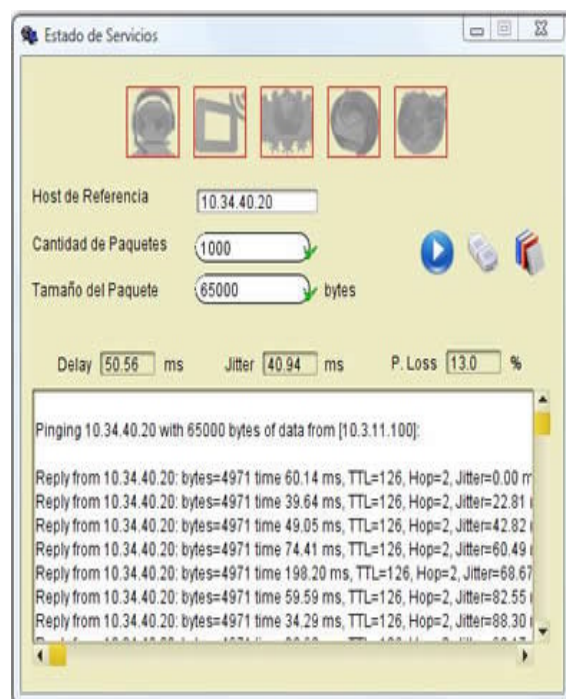 Estado de Servicios
Host de Referencia 10.34.40.20
Cantidad de Paquetes 1000
Tamaño del Paquete 65000 bytes
Delay 50.56 ms Jitter 40.94 ms P. Loss 13.0 %
Pinging 10.34.40.20 with 65000 bytes of data from [10.3.11.100]:
Reply from 10.34.40.20: bytes=4971 time 60.14 ms, TTL=126, Hop=2, Jitter=0.00 m
Reply from 10.34.40.20: bytes=4971 time 39.64 ms, TTL=126, Hop=2, Jitter=22.81
Reply from 10.34.40.20: bytes=4971 time 49.05 ms, TTL=126, Hop=2, Jitter=42.82
Reply from 10.34.40.20: bytes=4971 time 74.41 ms, TTL=126, Hop=2, Jitter=60.49
Reply from 10.34.40.20: bytes=4971 time 198.20 ms, TTL=126, Hop=2, Jitter=68.67
Reply from 10.34.40.20: bytes=4971 time 59.59 ms, TTL=126, Hop=2, Jitter=82.55
Reply from 10.34.40.20: bytes=4971 time 34.29 ms, TTL=126, Hop=2, Jitter=88.30